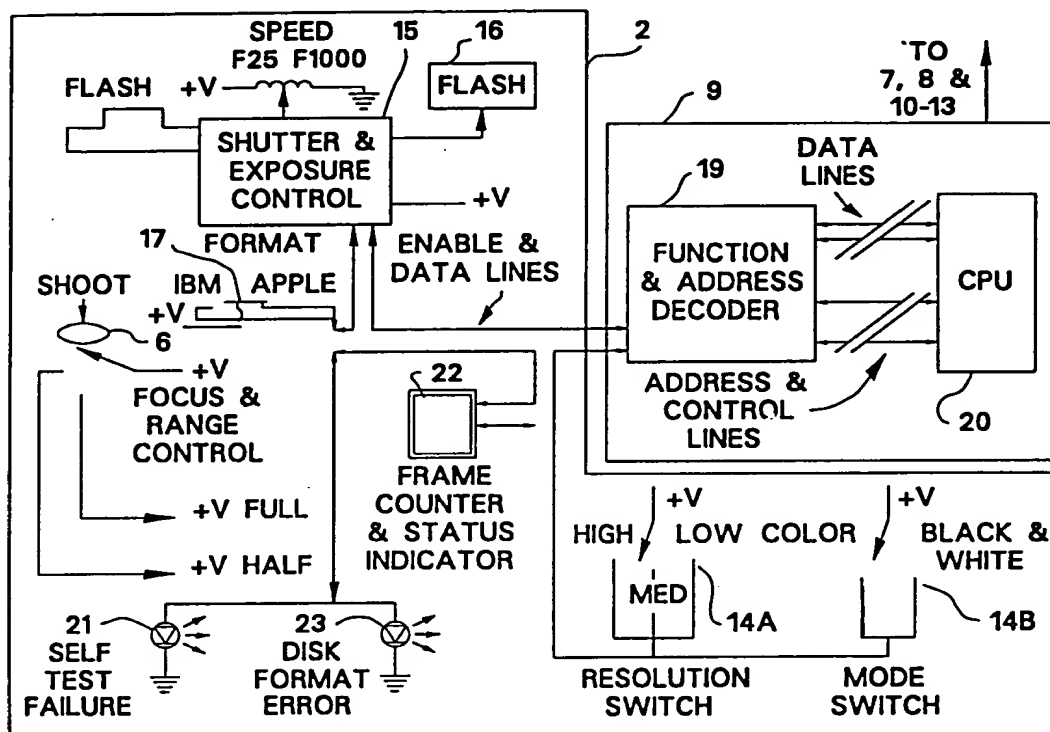 SPEED
F25 F1000
15
16
2
FLASH
+V
FLASH
TO
7, 8 &
10-13
9
SHUTTER &
EXPOSURE
CONTROL
+V
DATA
LINES
19
FUNCTION
& ADDRESS
DECODER
CPU
17
FORMAT
IBM APPLE
ENABLE &
DATA LINES
SHOOT
+V
6
+V
FOCUS &
RANGE
CONTROL
22
ADDRESS &
CONTROL
LINES
20
FRAME
COUNTER
& STATUS
INDICATOR
+V FULL
+V HALF
+V
+V
HIGH
LOW COLOR
BLACK &
WHITE
MED
14A
14B
21
SELF
TEST
FAILURE
23
DISK
FORMAT
ERROR
RESOLUTION
SWITCH
MODE
SWITCH